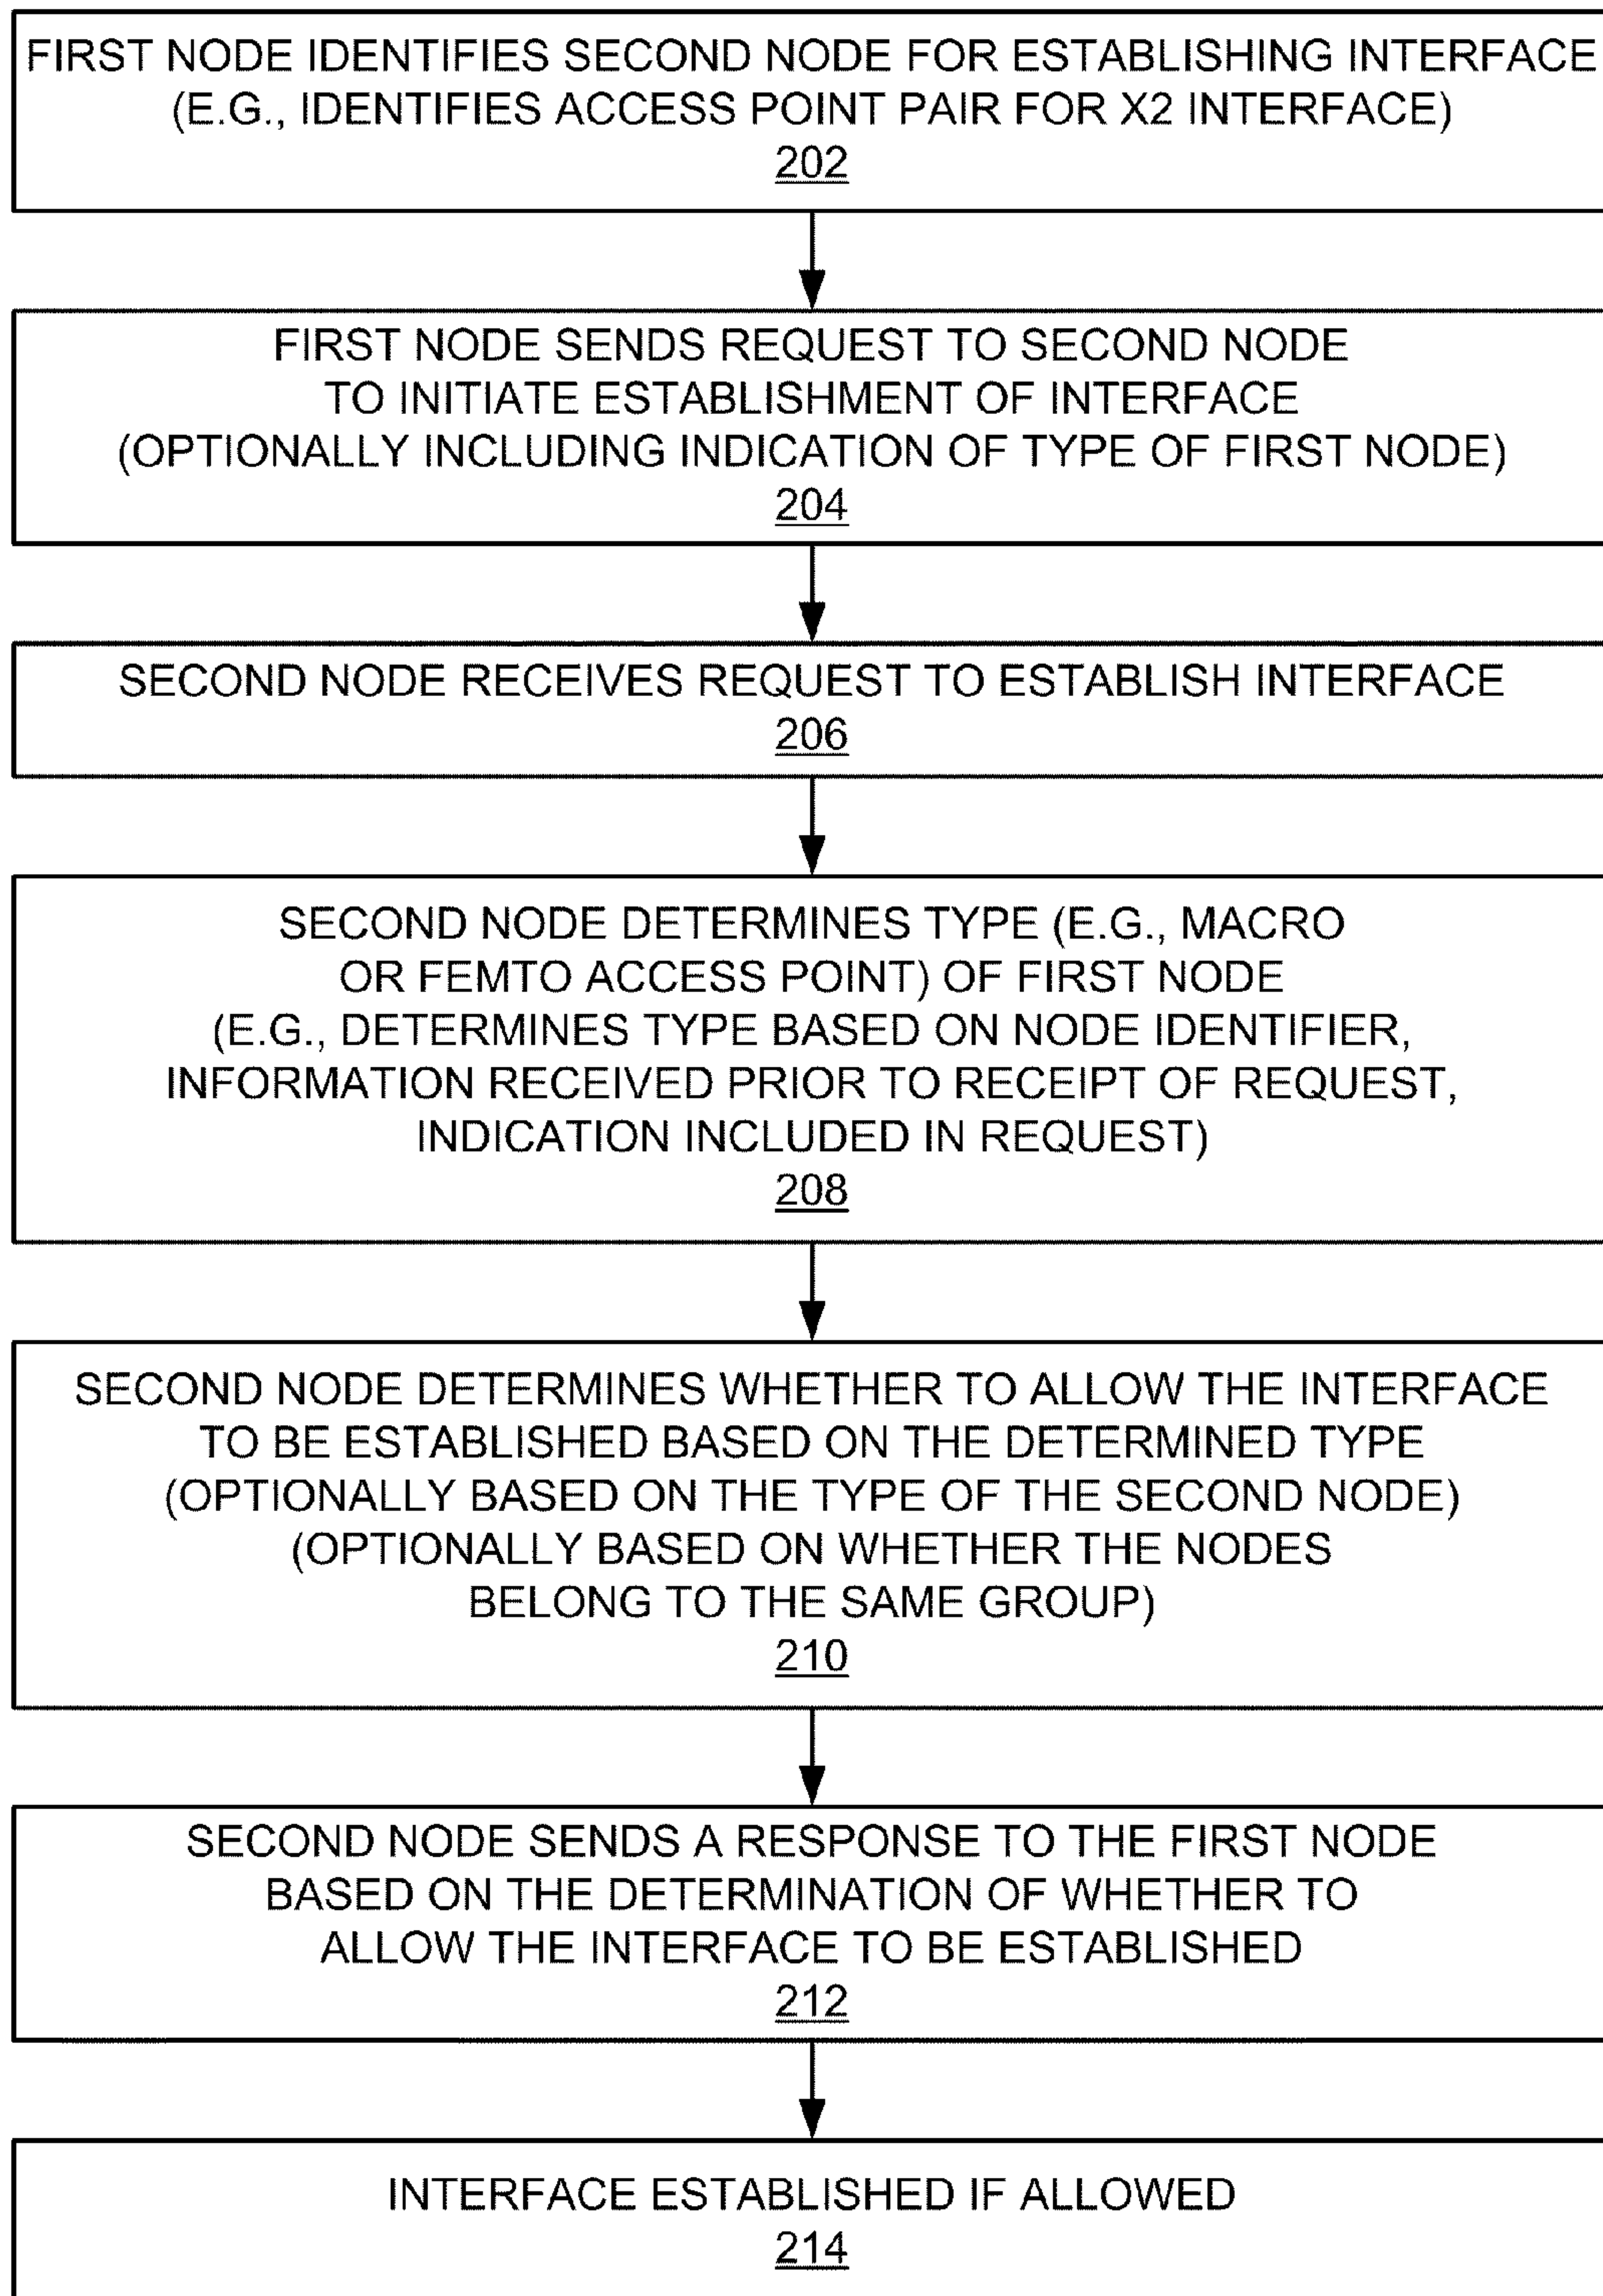 FIRST NODE IDENTIFIES SECOND NODE FOR ESTABLISHING INTERFACE
(E.G., IDENTIFIES ACCESS POINT PAIR FOR X2 INTERFACE)
202
FIRST NODE SENDS REQUEST TO SECOND NODE
TO INITIATE ESTABLISHMENT OF INTERFACE
(OPTIONALLY INCLUDING INDICATION OF TYPE OF FIRST NODE)
204
SECOND NODE RECEIVES REQUEST TO ESTABLISH INTERFACE
206
SECOND NODE DETERMINES TYPE (E.G., MACRO
OR FEMTO ACCESS POINT) OF FIRST NODE
(E.G., DETERMINES TYPE BASED ON NODE IDENTIFIER,
INFORMATION RECEIVED PRIOR TO RECEIPT OF REQUEST,
INDICATION INCLUDED IN REQUEST)
208
SECOND NODE DETERMINES WHETHER TO ALLOW THE INTERFACE
TO BE ESTABLISHED BASED ON THE DETERMINED TYPE
(OPTIONALLY BASED ON THE TYPE OF THE SECOND NODE)
(OPTIONALLY BASED ON WHETHER THE NODES
BELONG TO THE SAME GROUP)
210
SECOND NODE SENDS A RESPONSE TO THE FIRST NODE
BASED ON THE DETERMINATION OF WHETHER TO
ALLOW THE INTERFACE TO BE ESTABLISHED
212
INTERFACE ESTABLISHED IF ALLOWED
214